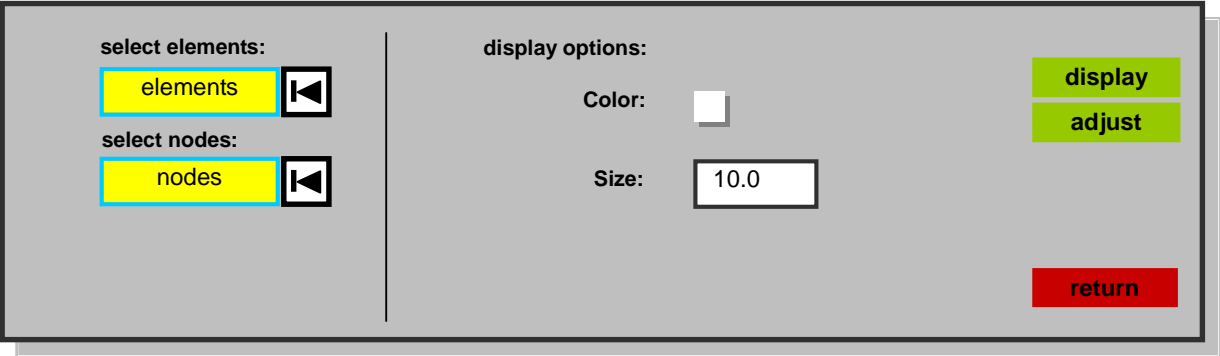 select elements:
elements
select nodes:
nodes
display options:
Color:
Size: 10.0
display
adjust
return